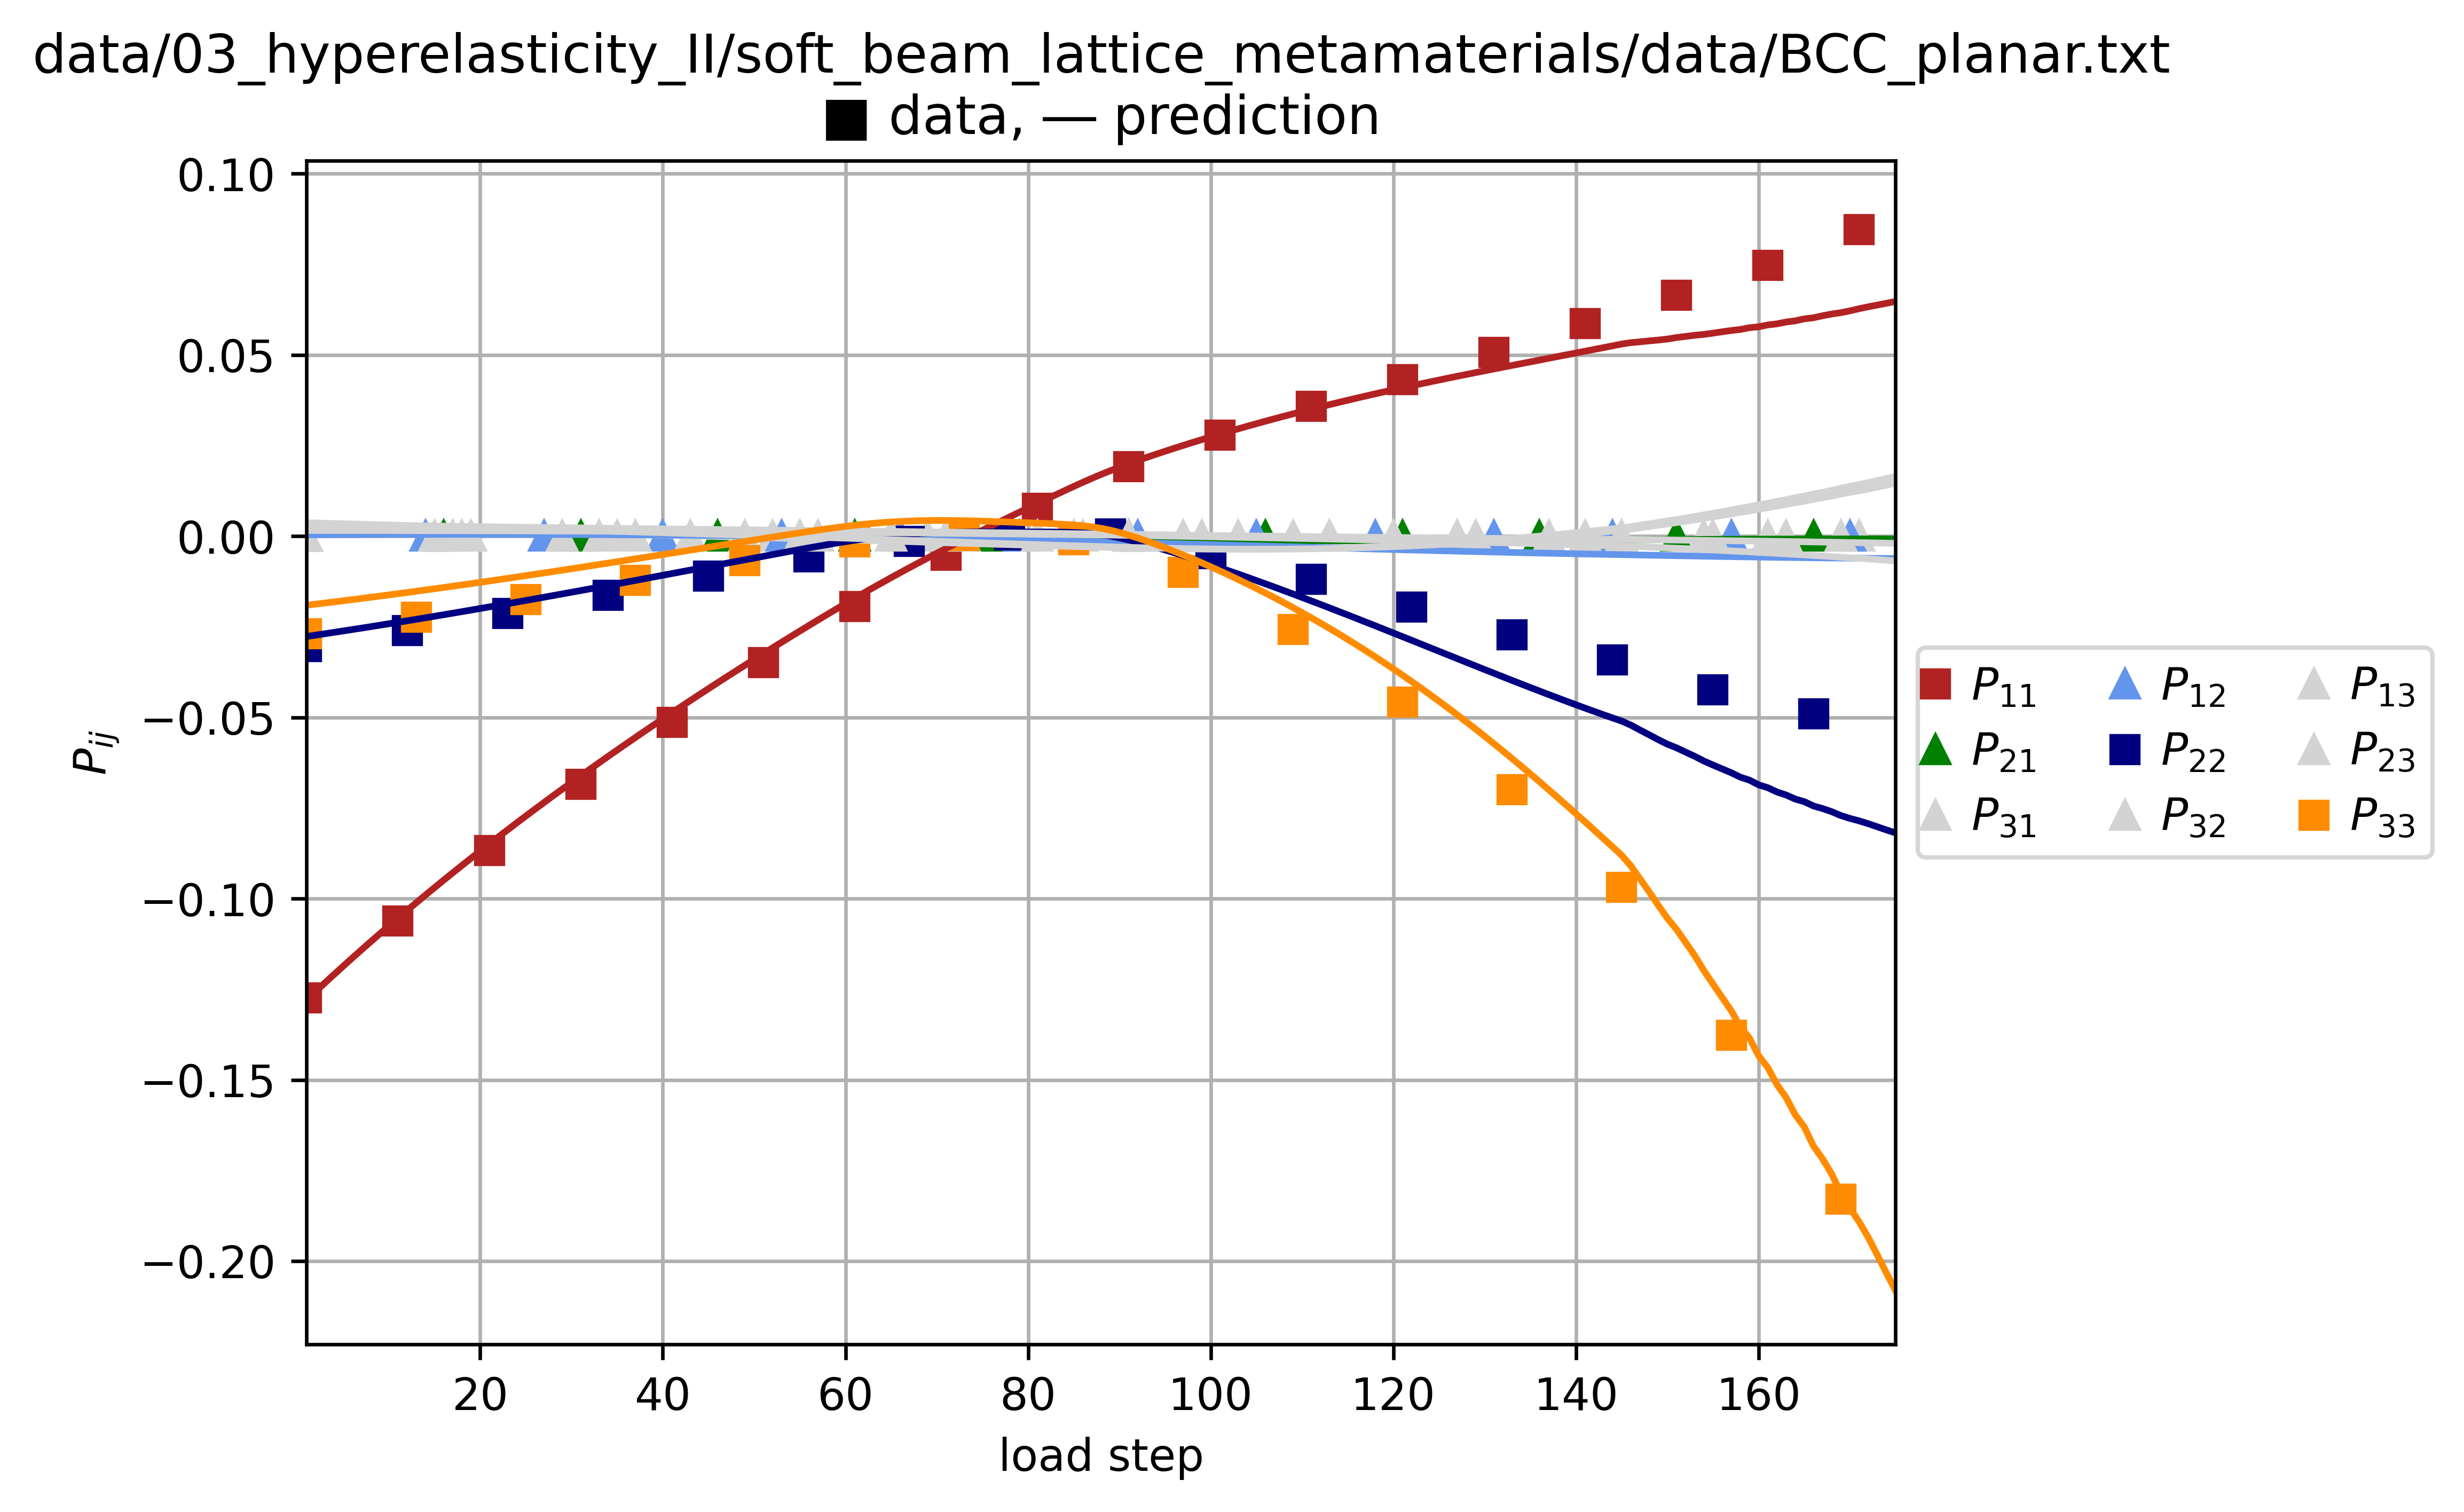 data/03_hyperelasticity_II/soft_beam_lattice_metamaterials/data/BCC_planar.txt
■ data, — prediction
0.10
0.05
0.00
−0.05
−0.10
−0.15
−0.20
P_ij
20 40 60 80 100 120 140 160
load step
P_11 P_12 P_13
P_21 P_22 P_23
P_31 P_32 P_33